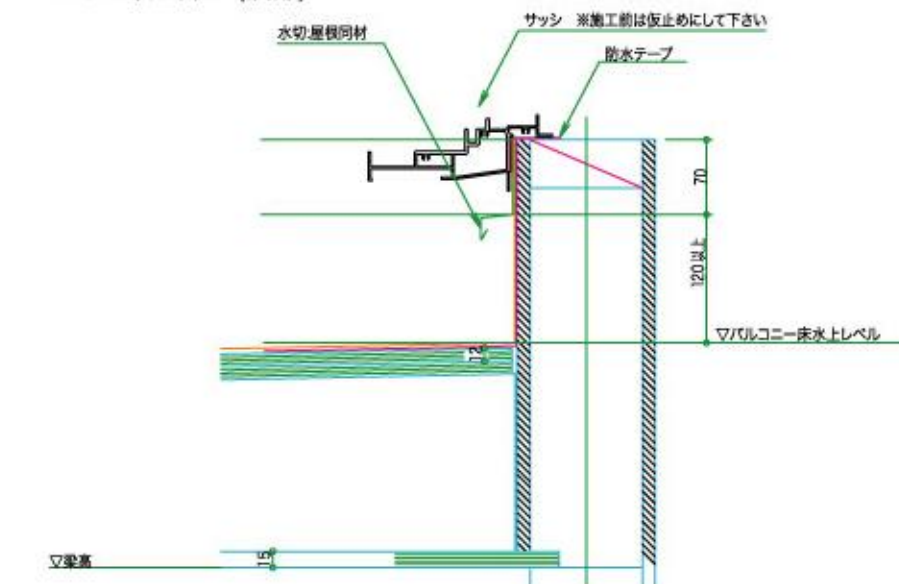 サッシ ※施工前は仮止めにして下さい
水切:屋根同材
防水テープ
70
120以上
▽バルコニー床水上レベル
12
▽梁高
15